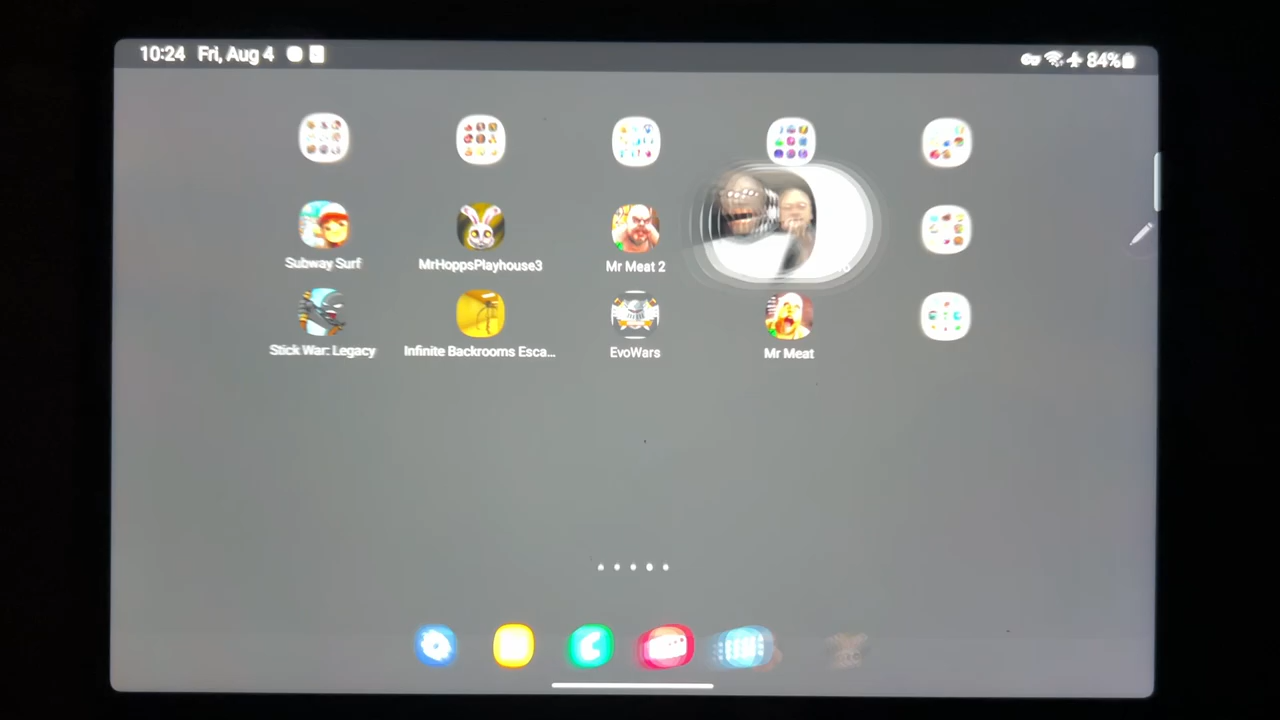 10:24 Fri, Aug 4
84%
Subway Surf
MrHoppsPlayhouse3
Mr Meat 2
Stick War: Legacy
Infinite Backrooms Esca...
EvoWars
Mr Meat